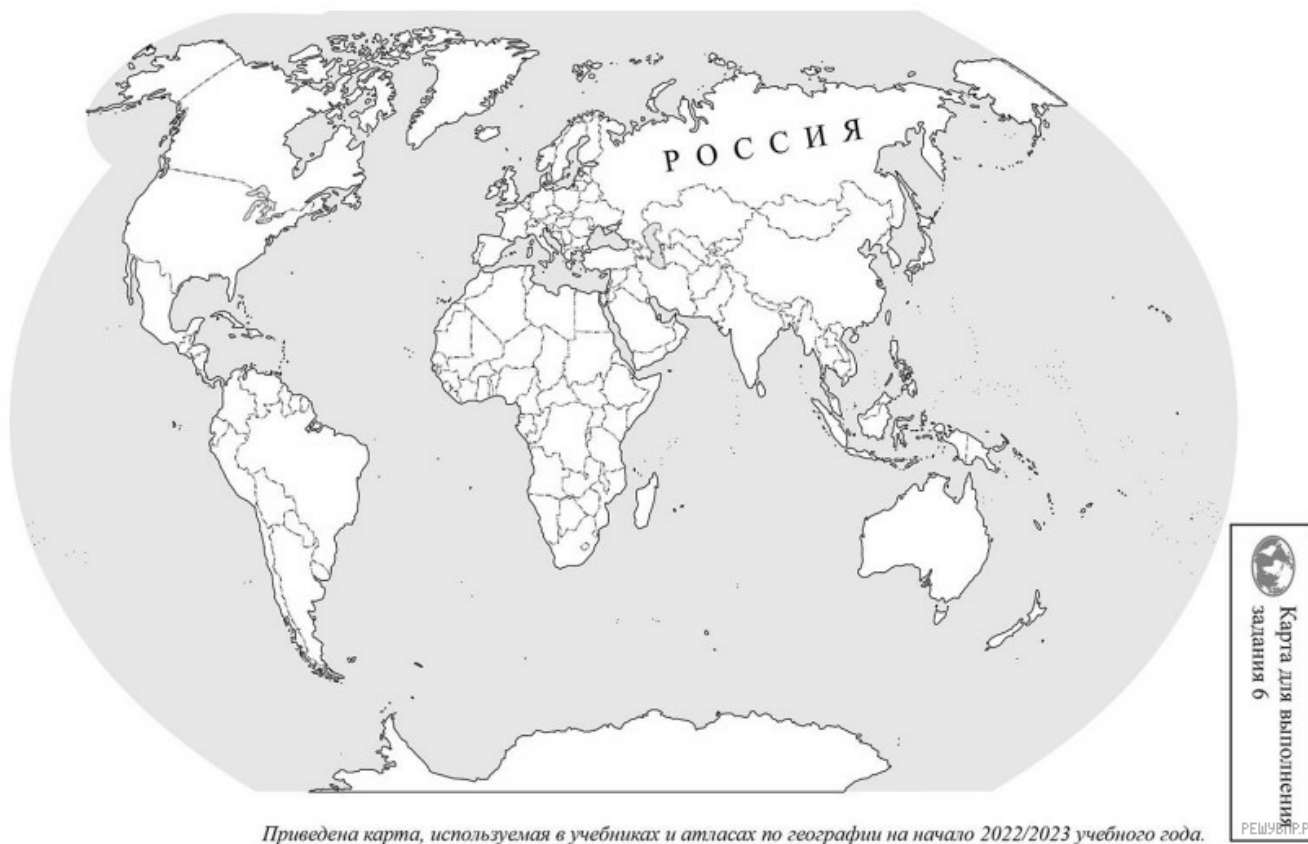 РОССИЯ
Карта для выполнения
задания 6
Приведена карта, используемая в учебниках и атласах по географии на начало 2022/2023 учебного года.
РЕШУВПР.Р